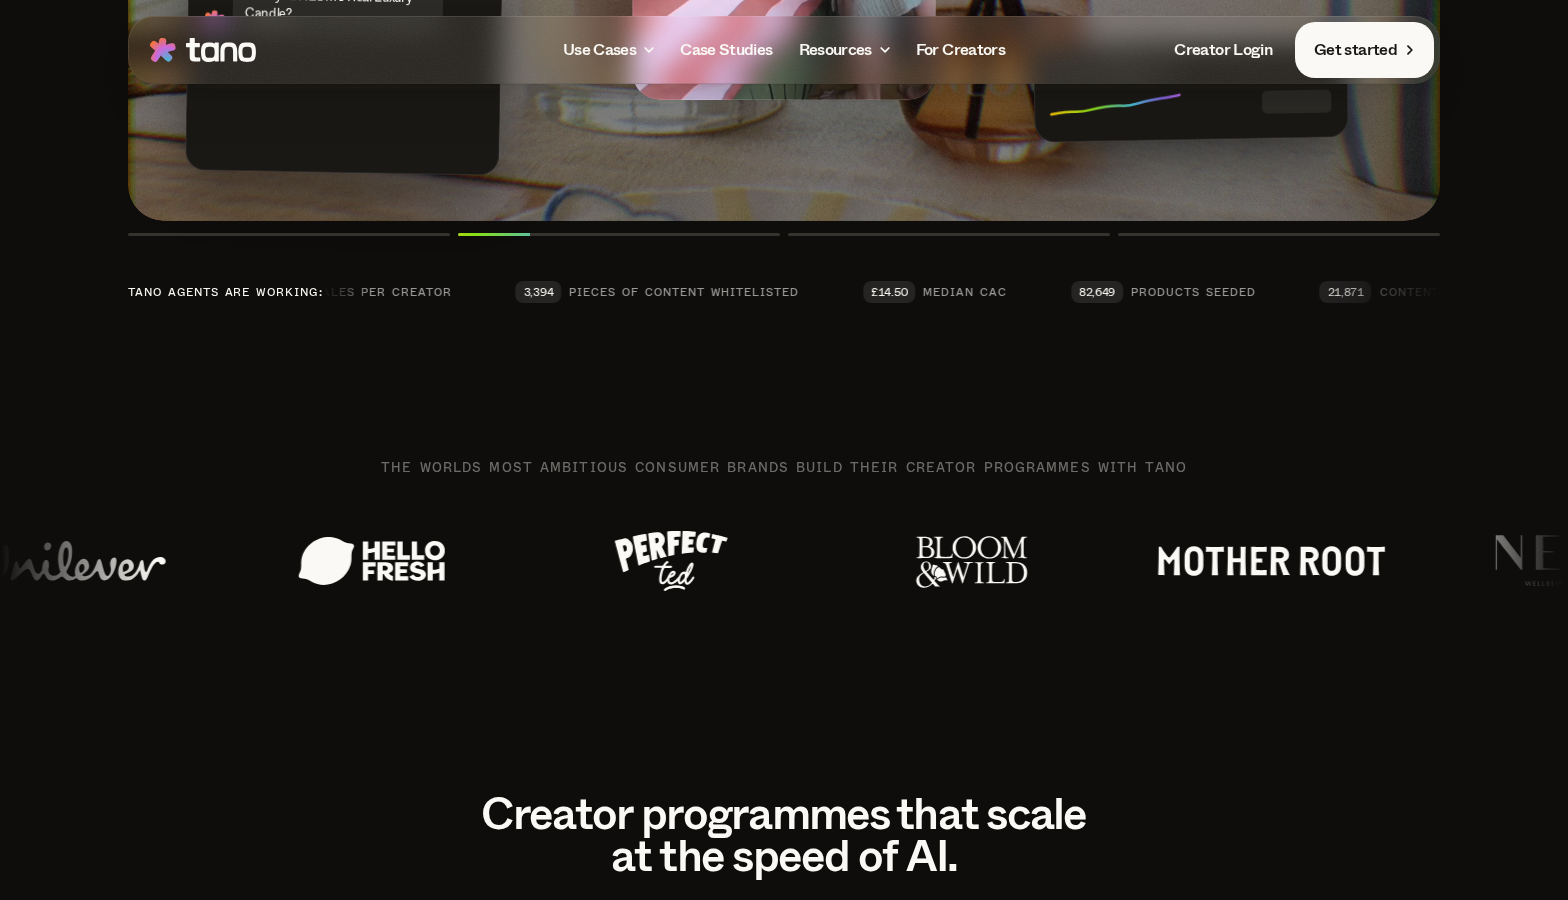 Candle?
tano
Use Cases
Case Studies
Resources
For Creators
Creator Login
Get started
TANO AGENTS ARE WORKING:
PER CREATOR
3,394 PIECES OF CONTENT WHITELISTED
£14.50 MEDIAN CAC
82,649 PRODUCTS SEEDED
21,871 CONTENT
THE WORLDS MOST AMBITIOUS CONSUMER BRANDS BUILD THEIR CREATOR PROGRAMMES WITH TANO
Unilever
HELLO
FRESH
PERFECT
ted
BLOOM
&WILD
MOTHER ROOT
Creator programmes that scale
at the speed of AI.